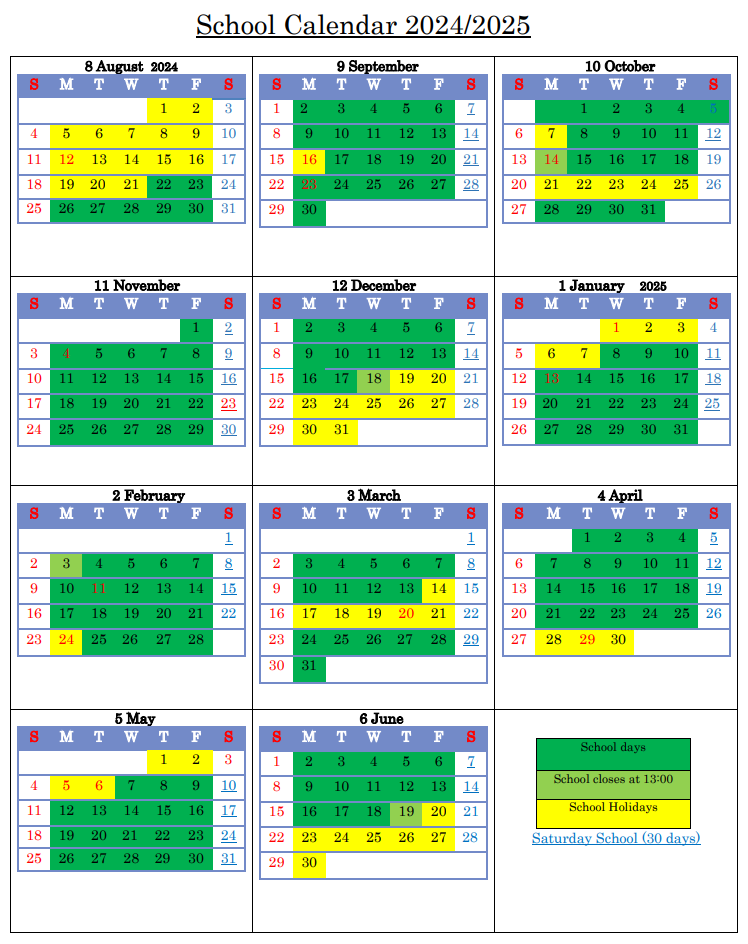 School Calendar 2024/2025
8 August 2024
S M T W T F S
1 2 3
4 5 6 7 8 9 10
11 12 13 14 15 16 17
18 19 20 21 22 23 24
25 26 27 28 29 30 31
9 September
S M T W T F S
1 2 3 4 5 6 7
8 9 10 11 12 13 14
15 16 17 18 19 20 21
22 23 24 25 26 27 28
29 30
10 October
S M T W T F S
1 2 3 4 5
6 7 8 9 10 11 12
13 14 15 16 17 18 19
20 21 22 23 24 25 26
27 28 29 30 31
11 November
S M T W T F S
1 2
3 4 5 6 7 8 9
10 11 12 13 14 15 16
17 18 19 20 21 22 23
24 25 26 27 28 29 30
12 December
S M T W T F S
1 2 3 4 5 6 7
8 9 10 11 12 13 14
15 16 17 18 19 20 21
22 23 24 25 26 27 28
29 30 31
1 January 2025
S M T W T F S
1 2 3 4
5 6 7 8 9 10 11
12 13 14 15 16 17 18
19 20 21 22 23 24 25
26 27 28 29 30 31
2 February
S M T W T F S
1
2 3 4 5 6 7 8
9 10 11 12 13 14 15
16 17 18 19 20 21 22
23 24 25 26 27 28
3 March
S M T W T F S
1
2 3 4 5 6 7 8
9 10 11 12 13 14 15
16 17 18 19 20 21 22
23 24 25 26 27 28 29
30 31
4 April
S M T W T F S
1 2 3 4 5
6 7 8 9 10 11 12
13 14 15 16 17 18 19
20 21 22 23 24 25 26
27 28 29 30
5 May
S M T W T F S
1 2 3
4 5 6 7 8 9 10
11 12 13 14 15 16 17
18 19 20 21 22 23 24
25 26 27 28 29 30 31
6 June
S M T W T F S
1 2 3 4 5 6 7
8 9 10 11 12 13 14
15 16 17 18 19 20 21
22 23 24 25 26 27 28
29 30
School days
School closes at 13:00
School Holidays
Saturday School (30 days)